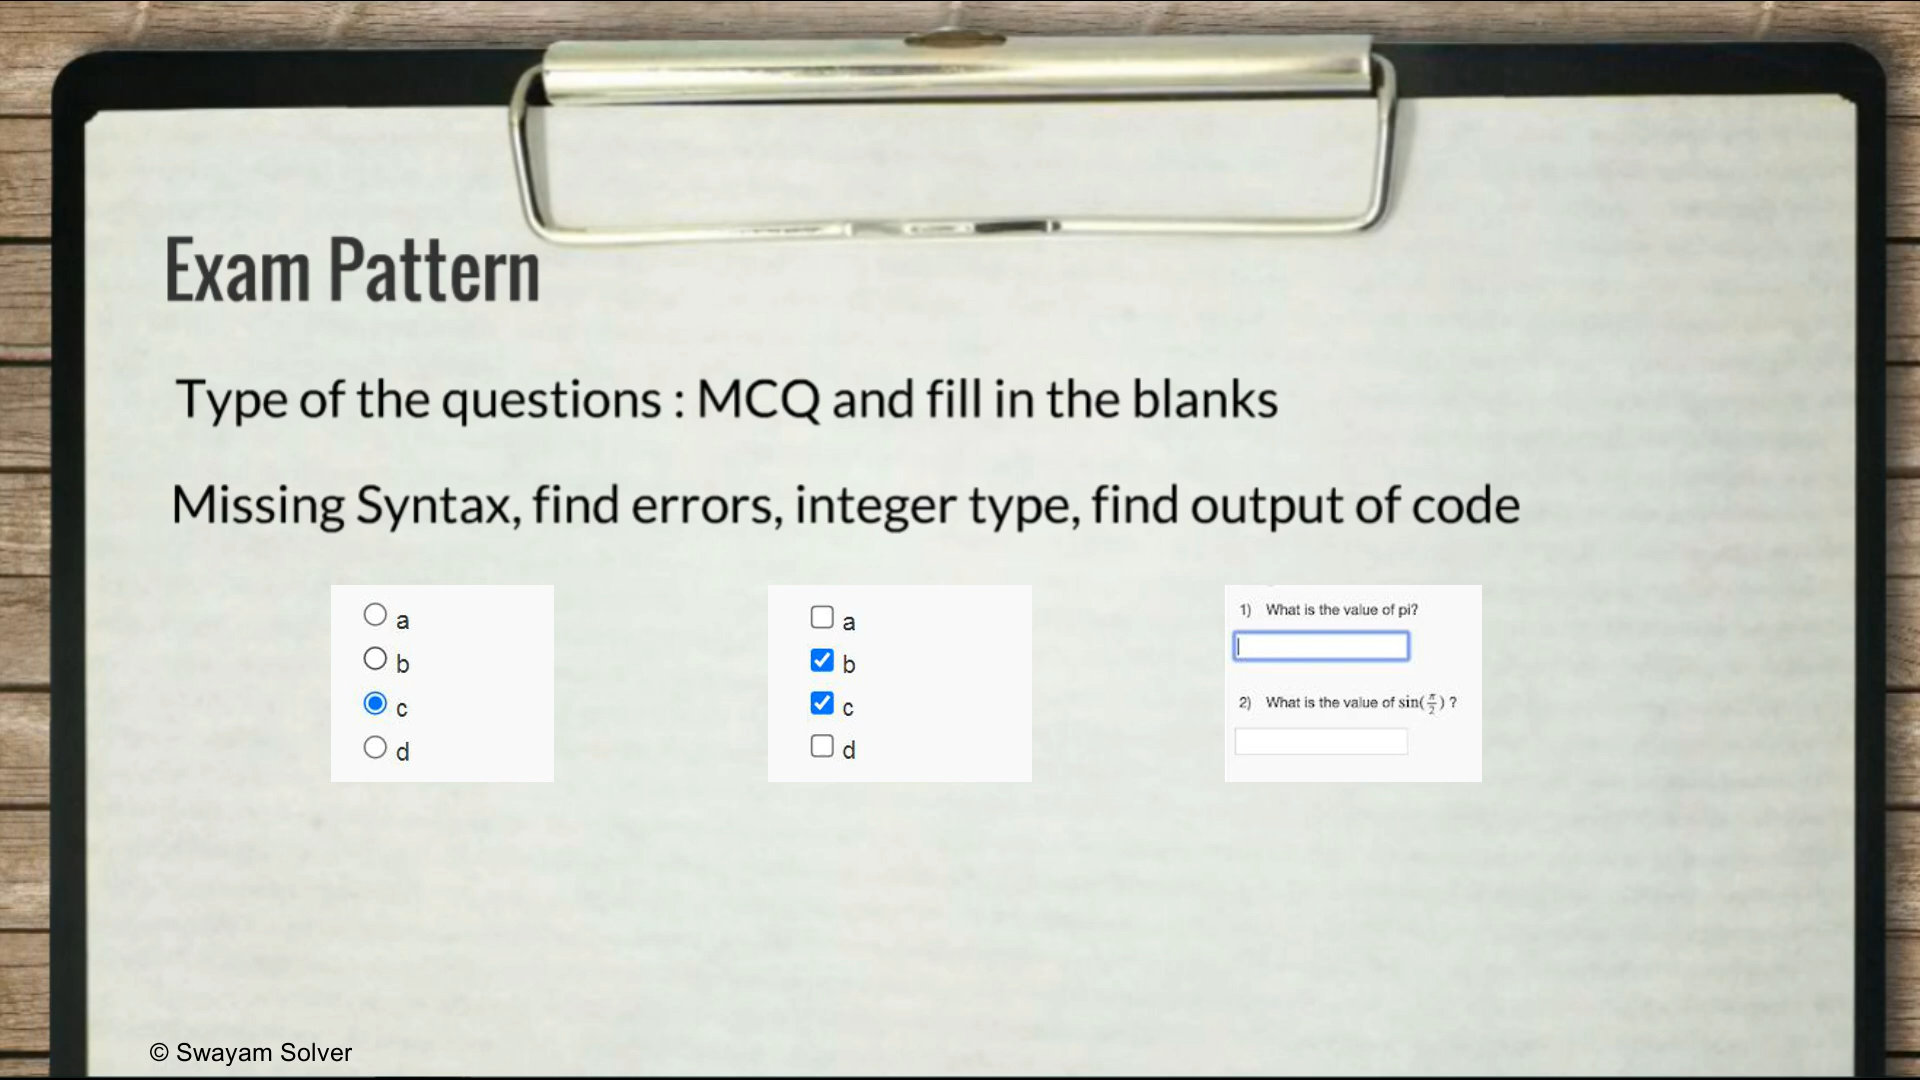 Exam Pattern
Type of the questions : MCQ and fill in the blanks
Missing Syntax, find errors, integer type, find output of code
a
b
c
d
a
b
c
d
1) What is the value of pi?
2) What is the value of sin(π/2) ?
© Swayam Solver